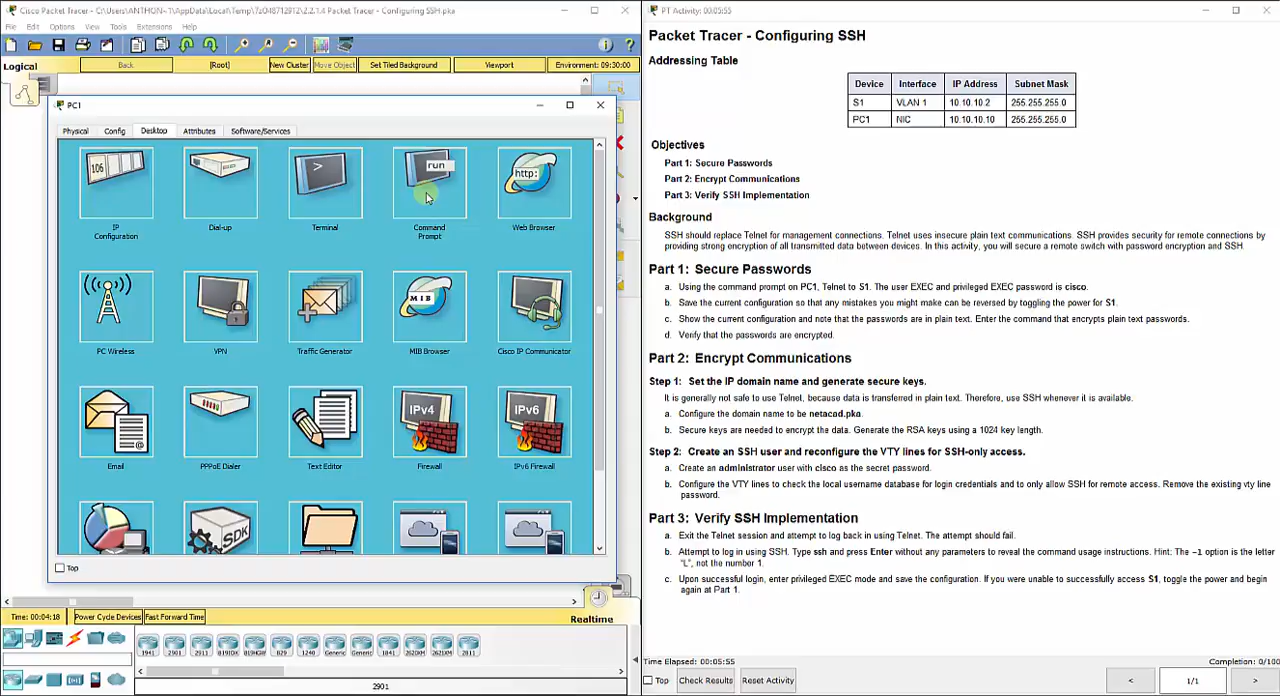 Cisco Packet Tracer - C:\Users\ANTHON~1\AppData\Local\Temp\7zO48712912\2.2.1.4 Packet Tracer - Configuring SSH.pka
File Edit Options View Tools Extensions Help
Logical Back [Root] New Cluster Move Object Set Tiled Background Viewport Environment: 09:30:00
PC1
Physical Config Desktop Attributes Software/Services
106
>
run
http:
IP Configuration
Dial-up
Terminal
Command Prompt
Web Browser
MIB
PC Wireless
VPN
Traffic Generator
MIB Browser
Cisco IP Communicator
IPv4
IPv6
Email
PPPoE Dialer
Text Editor
Firewall
IPv6 Firewall
SDK
Top
Time: 00:04:18 Power Cycle Devices Fast Forward Time Realtime
1941 2901 2911 819IOX 819HGW 829 1240 Generic Generic 1841 2620XM 2621XM 2811
2901
PT Activity: 05:55
Packet Tracer - Configuring SSH
Addressing Table
Device Interface IP Address Subnet Mask
S1 VLAN 1 10.10.10.2 255.255.255.0
PC1 NIC 10.10.10.10 255.255.255.0
Objectives
Part 1: Secure Passwords
Part 2: Encrypt Communications
Part 3: Verify SSH Implementation
Background
SSH should replace Telnet for management connections. Telnet uses insecure plain text communications. SSH provides security for remote connections by
providing strong encryption of all transmitted data between devices. In this activity, you will secure a remote switch with password encryption and SSH
Part 1: Secure Passwords
a. Using the command prompt on PC1, Telnet to S1. The user EXEC and privileged EXEC password is cisco.
b. Save the current configuration so that any mistakes you might make can be reversed by toggling the power for S1.
c. Show the current configuration and note that the passwords are in plain text. Enter the command that encrypts plain text passwords.
d. Verify that the passwords are encrypted.
Part 2: Encrypt Communications
Step 1: Set the IP domain name and generate secure keys.
It is generally not safe to use Telnet, because data is transferred in plain text. Therefore, use SSH whenever it is available.
a. Configure the domain name to be netacad.pka.
b. Secure keys are needed to encrypt the data. Generate the RSA keys using a 1024 key length.
Step 2: Create an SSH user and reconfigure the VTY lines for SSH-only access.
a. Create an administrator user with cisco as the secret password.
b. Configure the VTY lines to check the local username database for login credentials and to only allow SSH for remote access. Remove the existing vty line
password.
Part 3: Verify SSH Implementation
a. Exit the Telnet session and attempt to log back in using Telnet. The attempt should fail.
b. Attempt to log in using SSH. Type ssh and press Enter without any parameters to reveal the command usage instructions. Hint: The -l option is the letter
"L", not the number 1.
c. Upon successful login, enter privileged EXEC mode and save the configuration. If you were unable to successfully access S1, toggle the power and begin
again at Part 1.
Time Elapsed: 00:05:55 Completion: 0/100
Top Check Results Reset Activity < 1/1 >